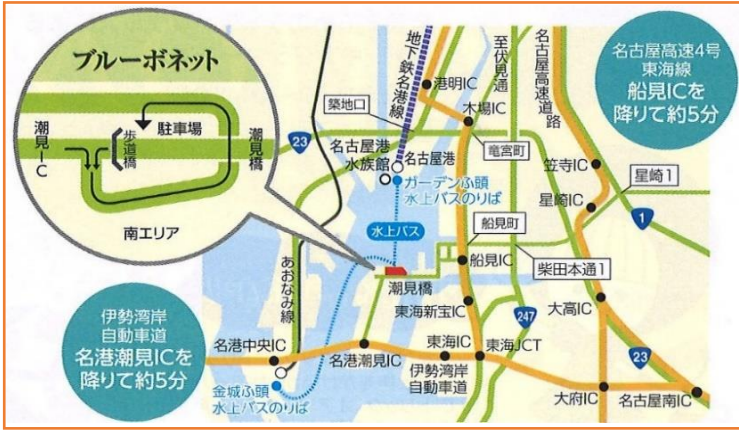 ブルーボネット
潮見IC
歩道橋
駐車場
潮見橋
南エリア
地下鉄名港線
至伏見通
名古屋高速道路
名古屋高速4号
東海線
船見ICを
降りて約5分
港明IC
木場IC
築地口
23
名古屋港
水族館
名古屋港
竜宮町
笠寺IC
星崎IC
星崎1
ガーデンふ頭
水上バスのりば
水上バス
船見町
1
船見IC
柴田本通1
あおなみ線
潮見橋
東海新宝IC
247
大高IC
伊勢湾岸
自動車道
名港潮見ICを
降りて約5分
名港中央IC
名港潮見IC
東海IC
東海JCT
伊勢湾岸
自動車道
23
金城ふ頭
水上バスのりば
大府IC
名古屋南IC